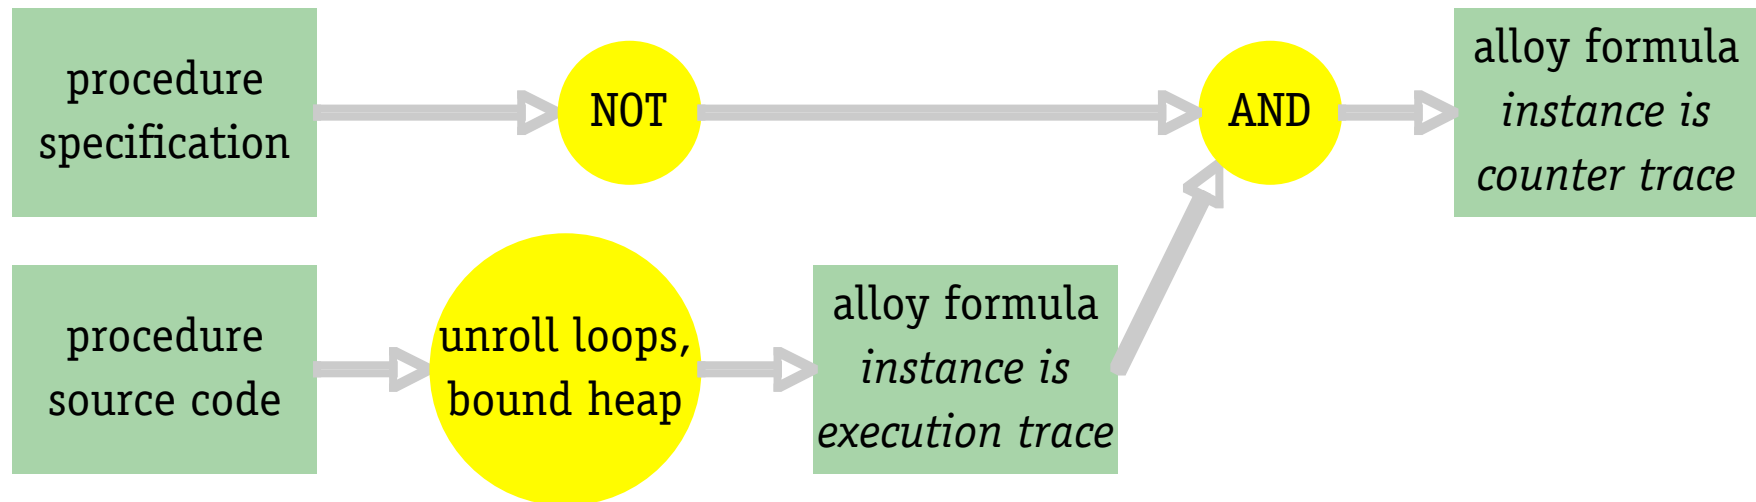 procedure
specification
NOT
AND
alloy formula
instance is
counter trace
procedure
source code
unroll loops,
bound heap
alloy formula
instance is
execution trace